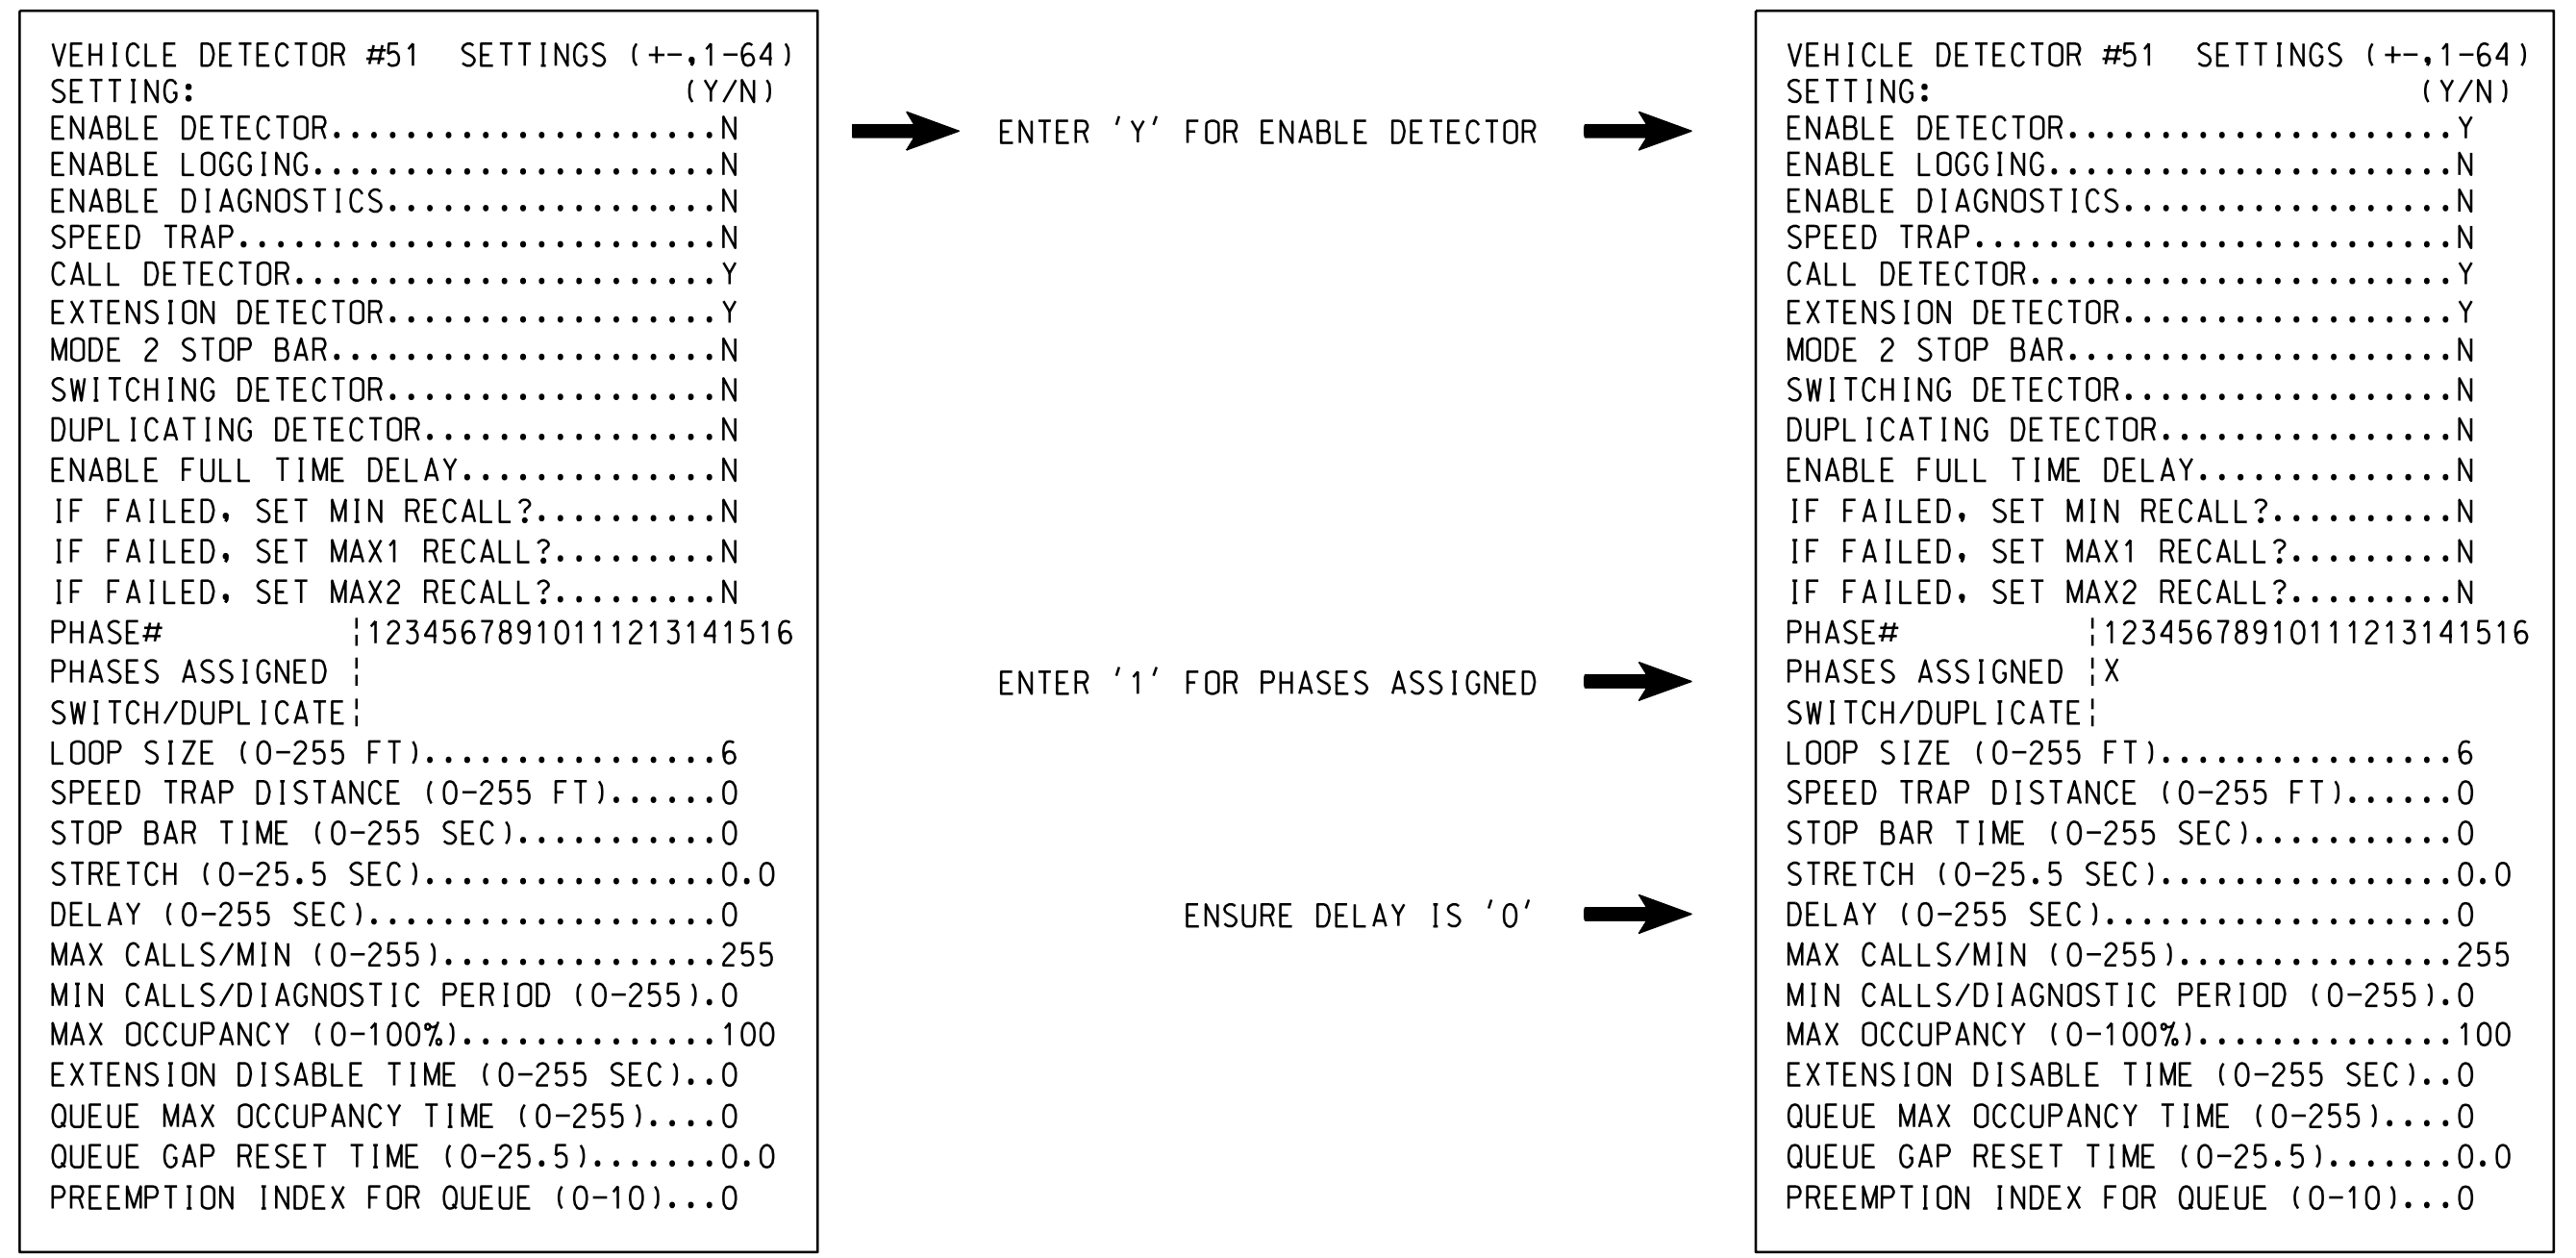 VEHICLE DETECTOR #51  SETTINGS (+-,1-64)
SETTING:                          (Y/N)
ENABLE DETECTOR.....................N
ENABLE LOGGING......................N
ENABLE DIAGNOSTICS..................N
SPEED TRAP..........................N
CALL DETECTOR.......................Y
EXTENSION DETECTOR..................Y
MODE 2 STOP BAR.....................N
SWITCHING DETECTOR..................N
DUPLICATING DETECTOR................N
ENABLE FULL TIME DELAY..............N
IF FAILED, SET MIN RECALL?..........N
IF FAILED, SET MAX1 RECALL?.........N
IF FAILED, SET MAX2 RECALL?.........N
PHASE#          ¦12345678910111213141516
PHASES ASSIGNED ¦
SWITCH/DUPLICATE¦
LOOP SIZE (0-255 FT)................6
SPEED TRAP DISTANCE (0-255 FT)......0
STOP BAR TIME (0-255 SEC)...........0
STRETCH (0-25.5 SEC)................0.0
DELAY (0-255 SEC)...................0
MAX CALLS/MIN (0-255)...............255
MIN CALLS/DIAGNOSTIC PERIOD (0-255).0
MAX OCCUPANCY (0-100%)..............100
EXTENSION DISABLE TIME (0-255 SEC)..0
QUEUE MAX OCCUPANCY TIME (0-255)....0
QUEUE GAP RESET TIME (0-25.5).......0.0
PREEMPTION INDEX FOR QUEUE (0-10)...0
ENTER 'Y' FOR ENABLE DETECTOR
ENTER '1' FOR PHASES ASSIGNED
ENSURE DELAY IS '0'
VEHICLE DETECTOR #51  SETTINGS (+-,1-64)
SETTING:                          (Y/N)
ENABLE DETECTOR.....................Y
ENABLE LOGGING......................N
ENABLE DIAGNOSTICS..................N
SPEED TRAP..........................N
CALL DETECTOR.......................Y
EXTENSION DETECTOR..................Y
MODE 2 STOP BAR.....................N
SWITCHING DETECTOR..................N
DUPLICATING DETECTOR................N
ENABLE FULL TIME DELAY..............N
IF FAILED, SET MIN RECALL?..........N
IF FAILED, SET MAX1 RECALL?.........N
IF FAILED, SET MAX2 RECALL?.........N
PHASE#          ¦12345678910111213141516
PHASES ASSIGNED ¦X
SWITCH/DUPLICATE¦
LOOP SIZE (0-255 FT)................6
SPEED TRAP DISTANCE (0-255 FT)......0
STOP BAR TIME (0-255 SEC)...........0
STRETCH (0-25.5 SEC)................0.0
DELAY (0-255 SEC)...................0
MAX CALLS/MIN (0-255)...............255
MIN CALLS/DIAGNOSTIC PERIOD (0-255).0
MAX OCCUPANCY (0-100%)..............100
EXTENSION DISABLE TIME (0-255 SEC)..0
QUEUE MAX OCCUPANCY TIME (0-255)....0
QUEUE GAP RESET TIME (0-25.5).......0.0
PREEMPTION INDEX FOR QUEUE (0-10)...0